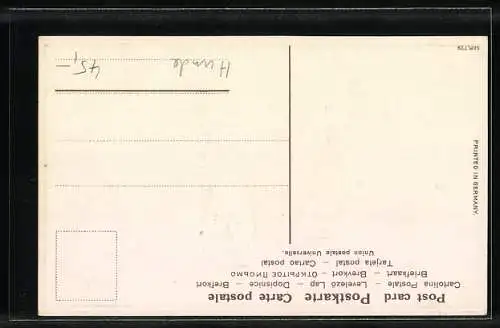 Post card Postkarte Carte postale
Cartolina Postale – Levelező Lap – Dopisnice – Brefkort
Briefkaart – Brevkort – ОТКРЫТОЕ ПИСЬМО
Tarjeta postal – Cartao postal
Union postale Universelle.
PRINTED IN GERMANY.
Hunde 45,–